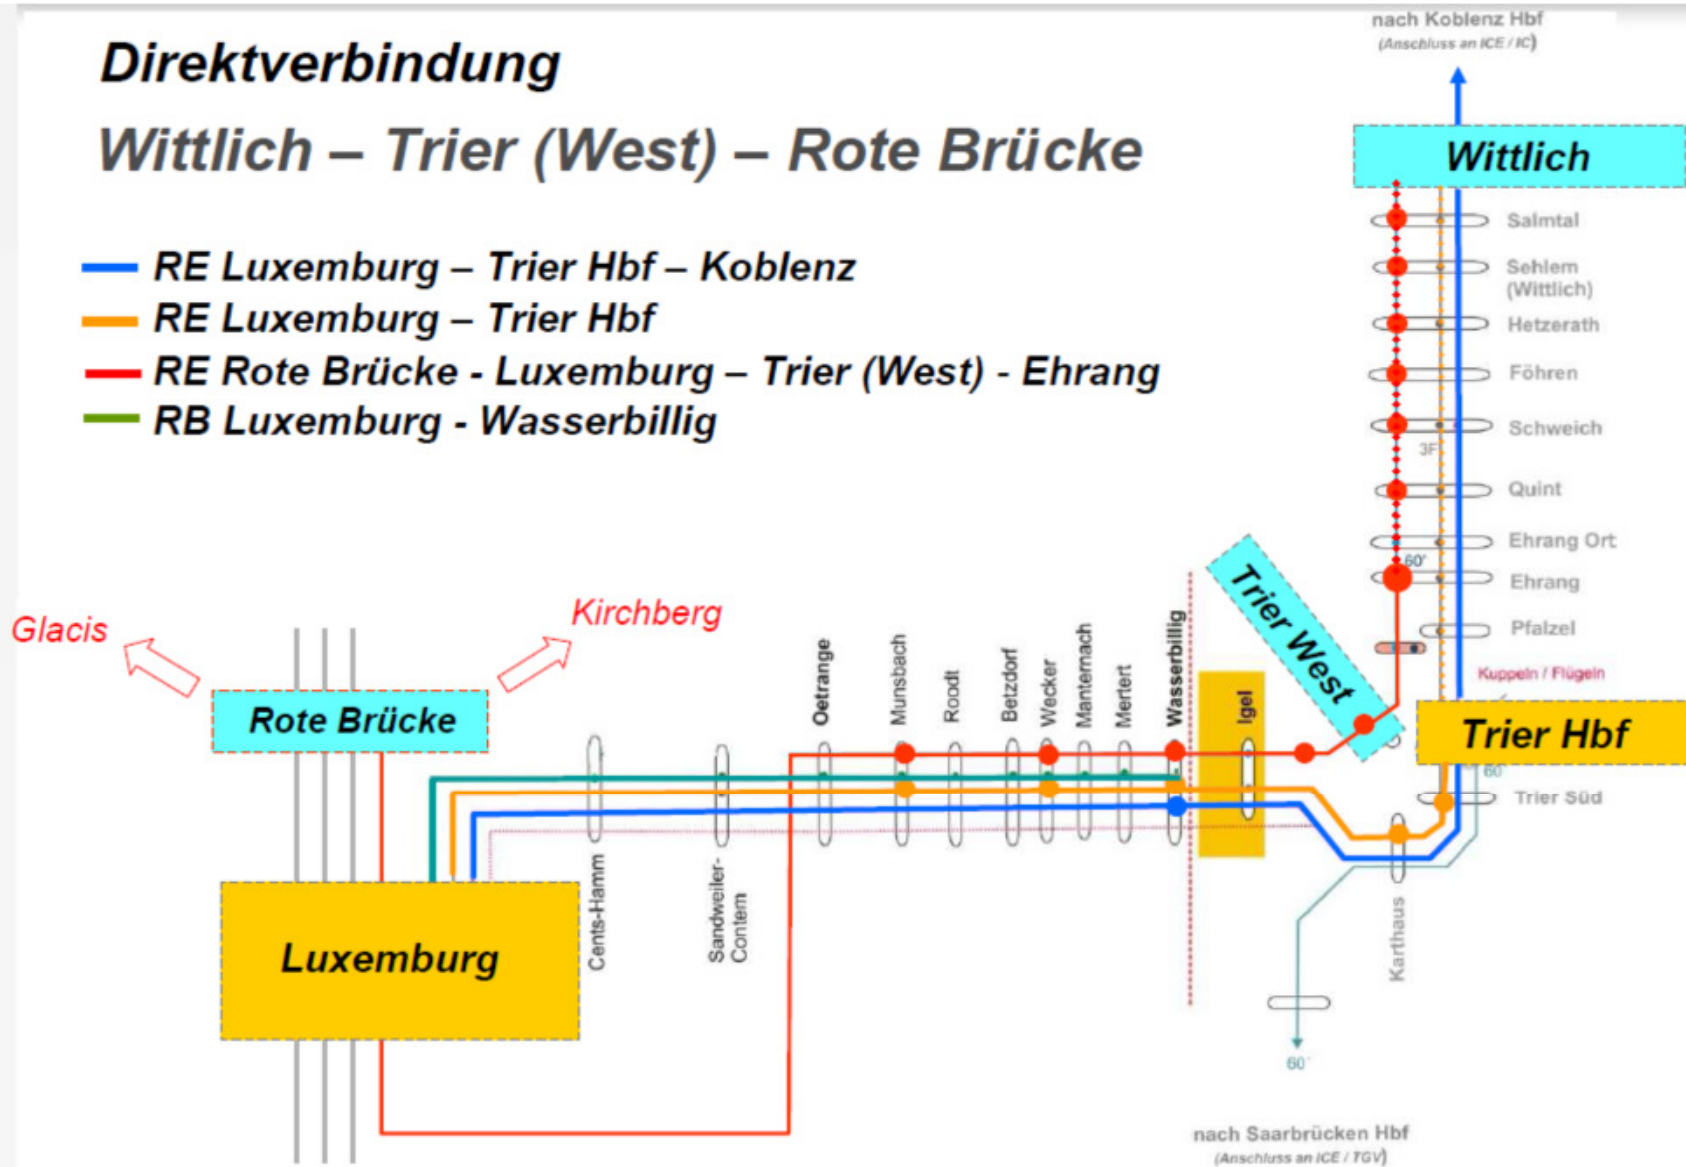 nach Koblenz Hbf
(Anschluss an ICE / IC)
Direktverbindung
Wittlich – Trier (West) – Rote Brücke
Wittlich
RE Luxemburg – Trier Hbf – Koblenz
RE Luxemburg – Trier Hbf
RE Rote Brücke - Luxemburg – Trier (West) - Ehrang
RB Luxemburg - Wasserbillig
Salmtal
Sehlem
(Wittlich)
Hetzerath
Föhren
Schweich
3F
Quint
Ehrang Ort
60'
Ehrang
Pfalzel
Kuppeln / Flügeln
Trier West
Trier Hbf
60
Trier Süd
Glacis
Kirchberg
Rote Brücke
Oetrange
Munsbach
Roodt
Betzdorf
Wecker
Manternach
Mertert
Wasserbillig
Igel
Luxemburg
Cents-Hamm
Sandweiler-
Contern
Karthaus
60'
nach Saarbrücken Hbf
(Anschluss an ICE / TGV)